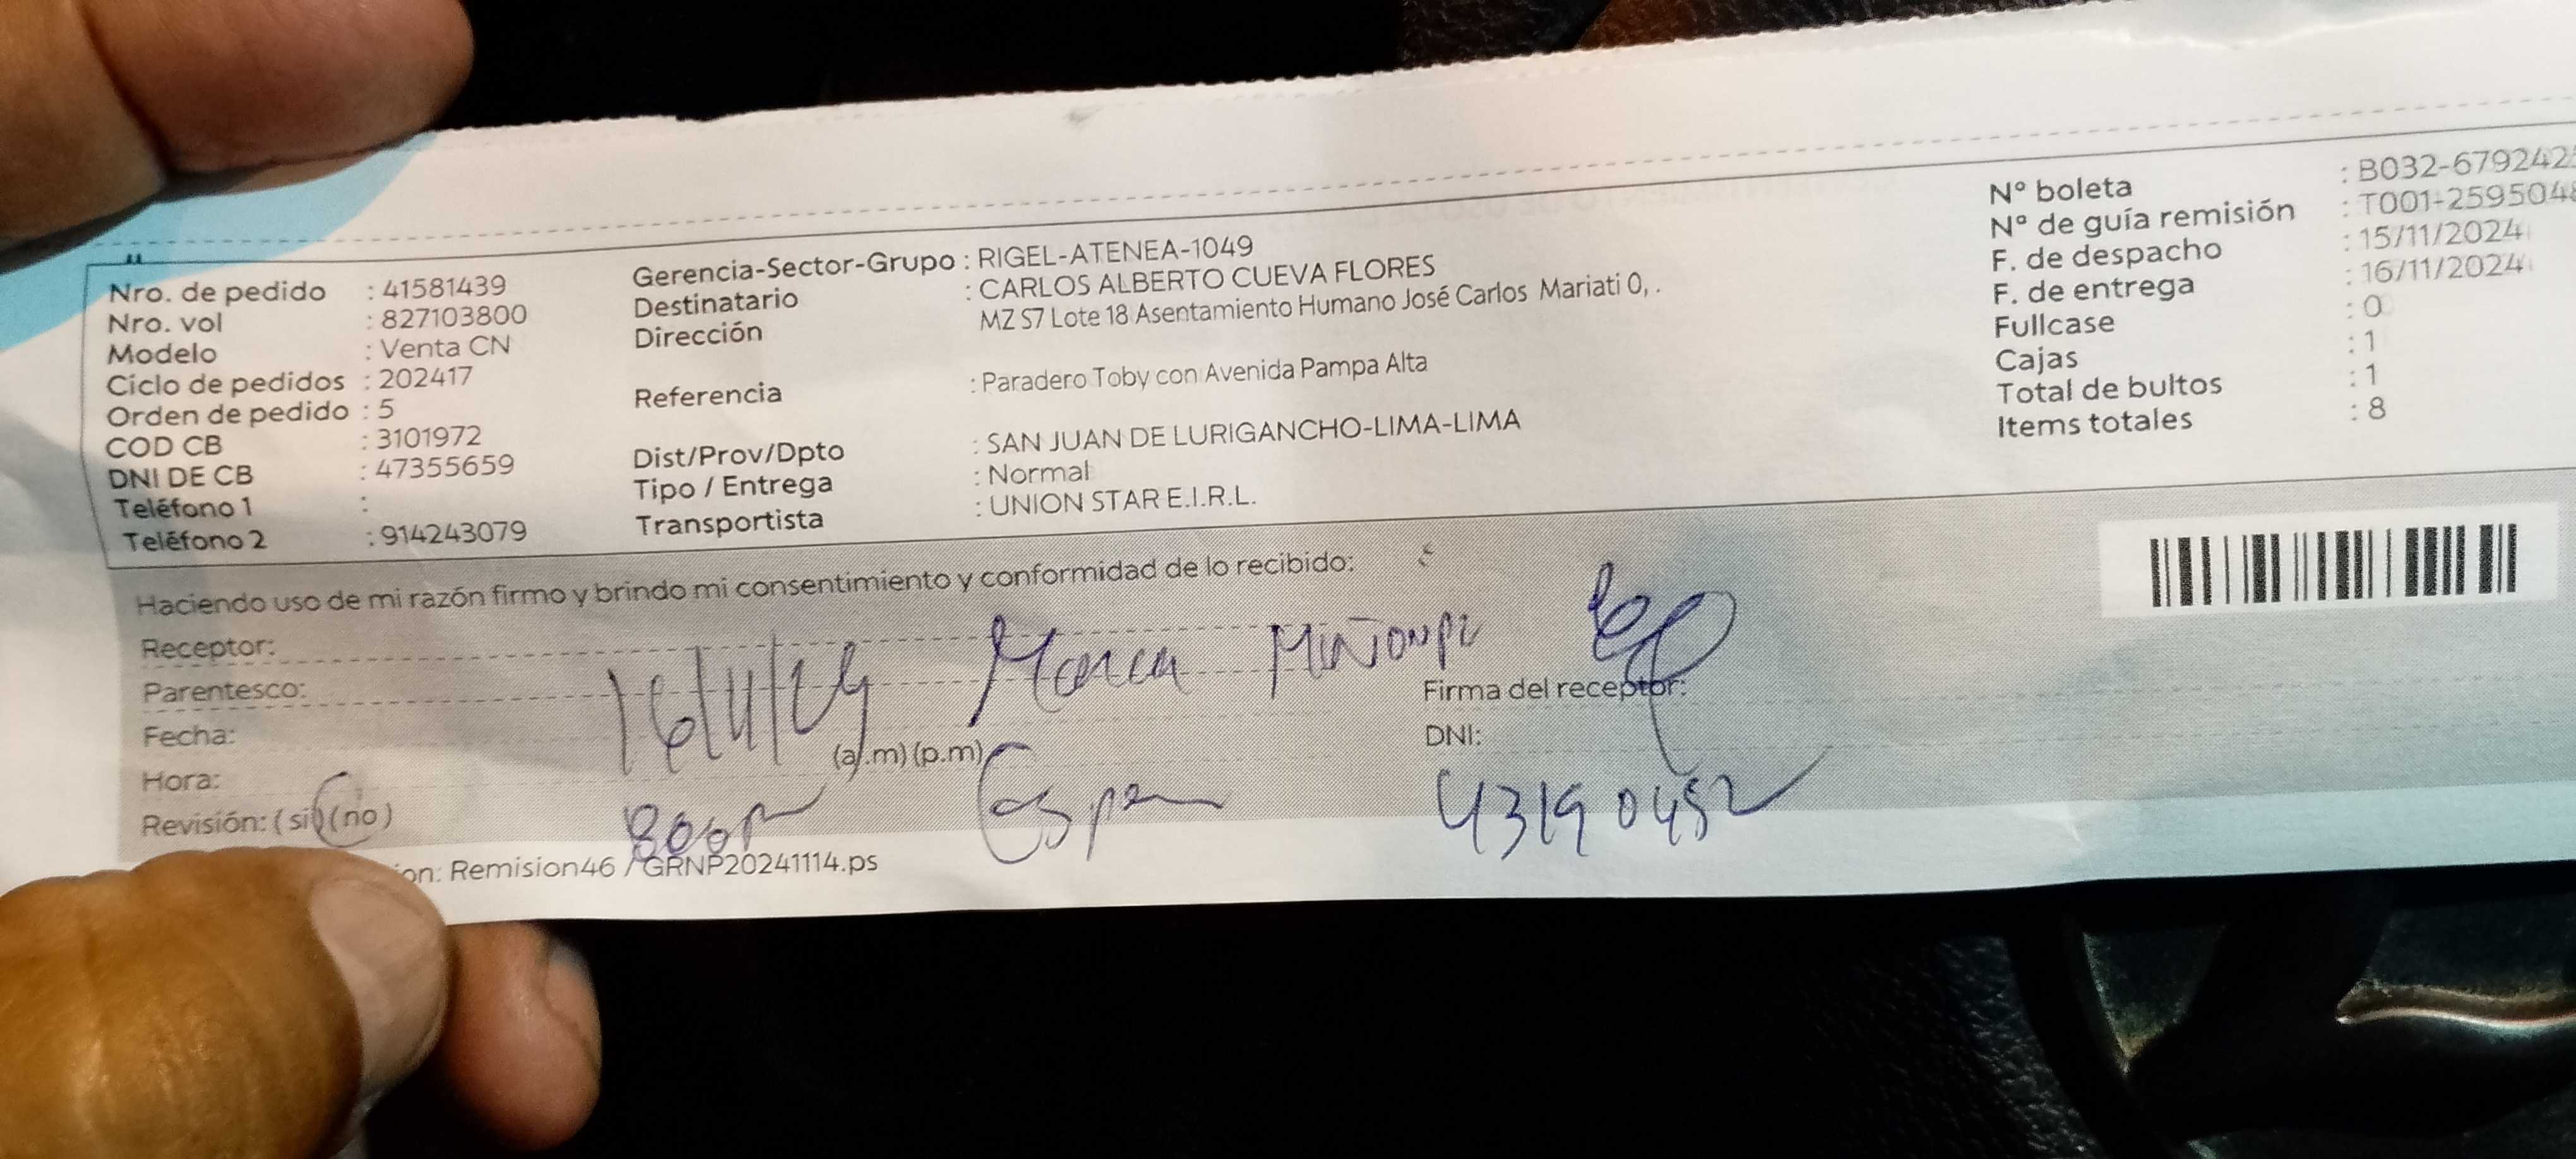 Nro. de pedido : 41581439
Nro. vol : 827103800
Modelo : Venta CN
Ciclo de pedidos : 202417
Orden de pedido : 5
COD CB : 3101972
DNI DE CB : 47355659
Teléfono 1 :
Teléfono 2 : 914243079
Gerencia-Sector-Grupo : RIGEL-ATENEA-1049
Destinatario : CARLOS ALBERTO CUEVA FLORES
Dirección MZ S7 Lote 18 Asentamiento Humano José Carlos Mariati 0, .
Referencia : Paradero Toby con Avenida Pampa Alta
Dist/Prov/Dpto : SAN JUAN DE LURIGANCHO-LIMA-LIMA
Tipo / Entrega : Normal
Transportista : UNION STAR E.I.R.L.
Nº boleta : B032-679242
Nº de guía remisión : T001-259504
F. de despacho : 15/11/2024
F. de entrega : 16/11/2024
Fullcase : 0
Cajas : 1
Total de bultos : 1
Items totales : 8
Haciendo uso de mi razón firmo y brindo mi consentimiento y conformidad de lo recibido:
Receptor:
Parentesco:
Fecha: 16/11/24
Hora: (a.m) (p.m)
Revisión: (si) (no)
Firma del receptor:
DNI: 43190452
on: Remision46 / GRNP20241114.ps